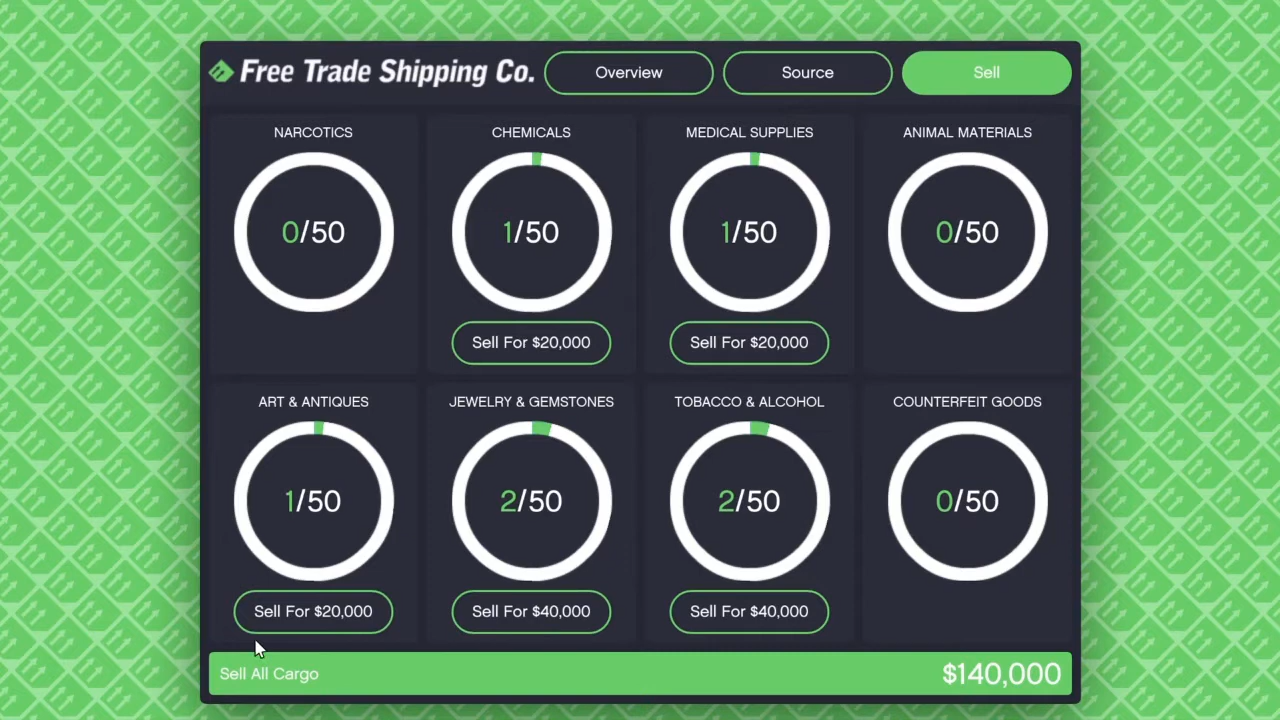 Free Trade Shipping Co.
Overview
Source
Sell
NARCOTICS
CHEMICALS
MEDICAL SUPPLIES
ANIMAL MATERIALS
0/50
1/50
1/50
0/50
Sell For $20,000
Sell For $20,000
ART & ANTIQUES
JEWELRY & GEMSTONES
TOBACCO & ALCOHOL
COUNTERFEIT GOODS
1/50
2/50
2/50
0/50
Sell For $20,000
Sell For $40,000
Sell For $40,000
Sell All Cargo
$140,000